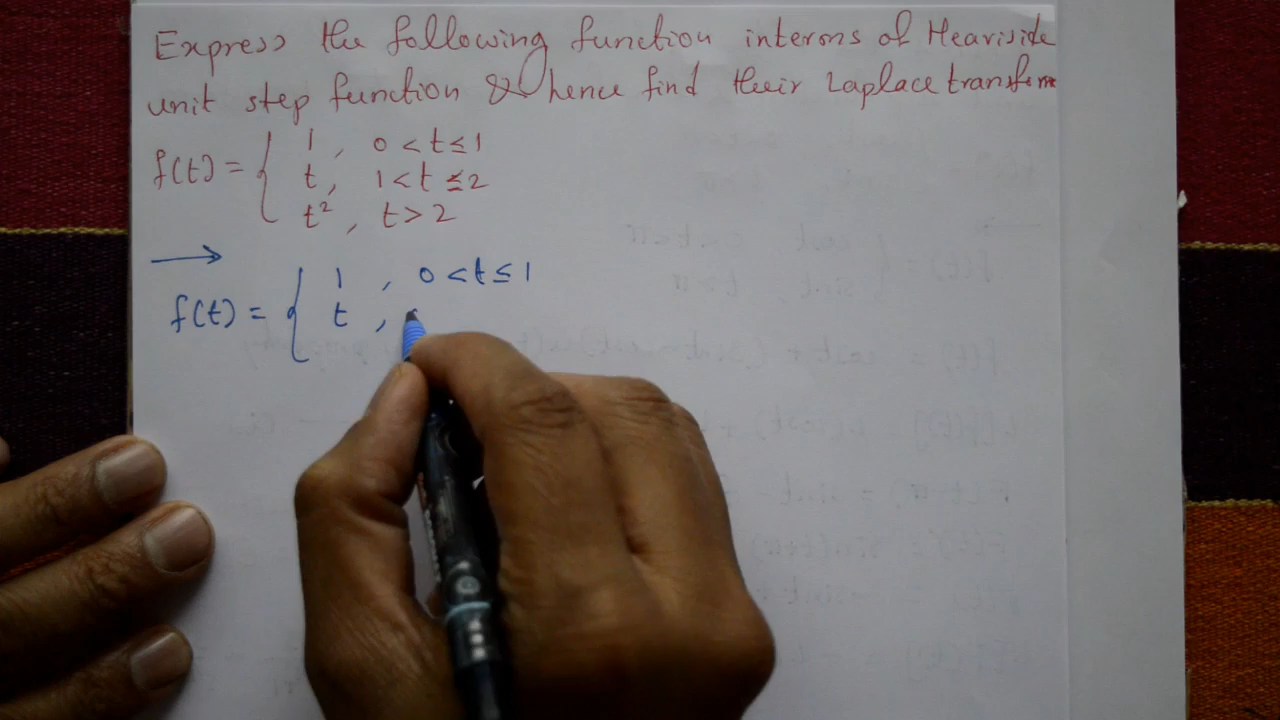 Express the following function interms of Heaviside
unit step function & hence find their Laplace transform
f(t) = { 1 , 0 < t ≤ 1
t , 1 < t ≤ 2
t² , t > 2
→
f(t) = { 1 , 0 < t ≤ 1
t ,